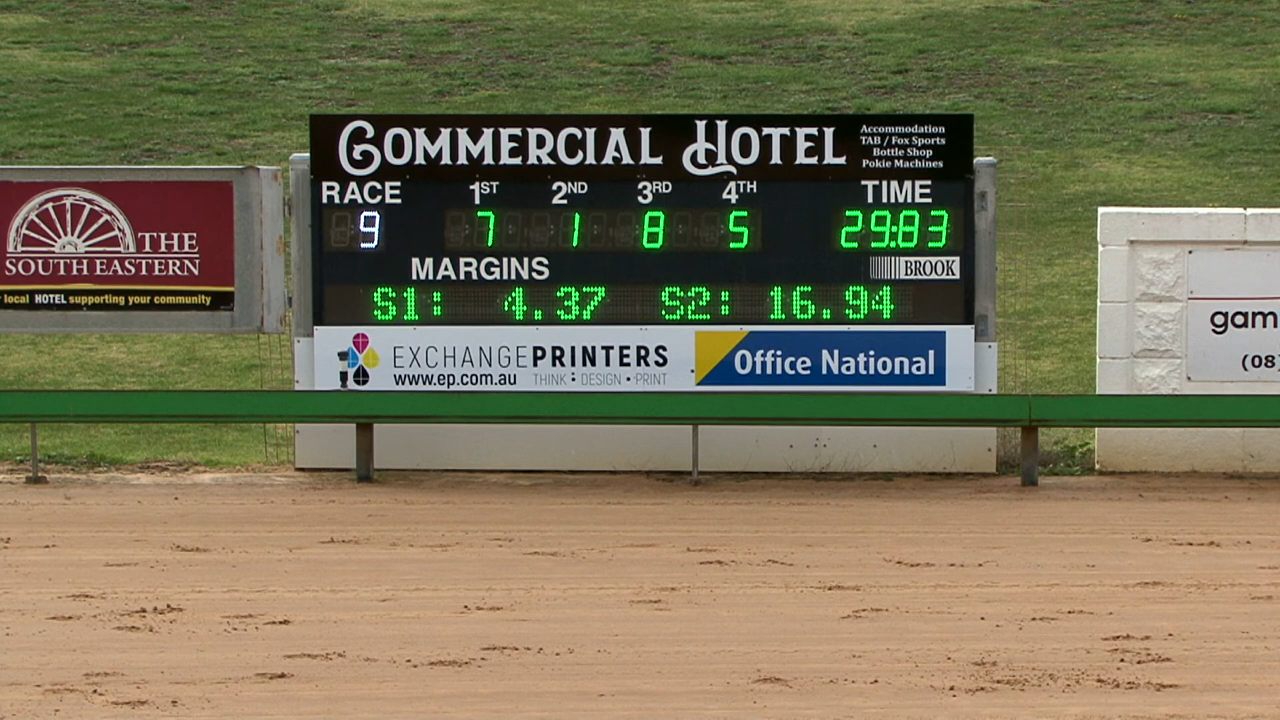 COMMERCIAL HOTEL
Accommodation
TAB / Fox Sports
Bottle Shop
Pokie Machines
RACE 1ST 2ND 3RD 4TH TIME
9 7 1 8 5 29:83
MARGINS
BROOK
S1: 4.37 S2: 16.94
EXCHANGEPRINTERS
www.ep.com.au THINK : DESIGN • PRINT
Office National
THE
SOUTH EASTERN
local HOTEL supporting your community
gam
(08)